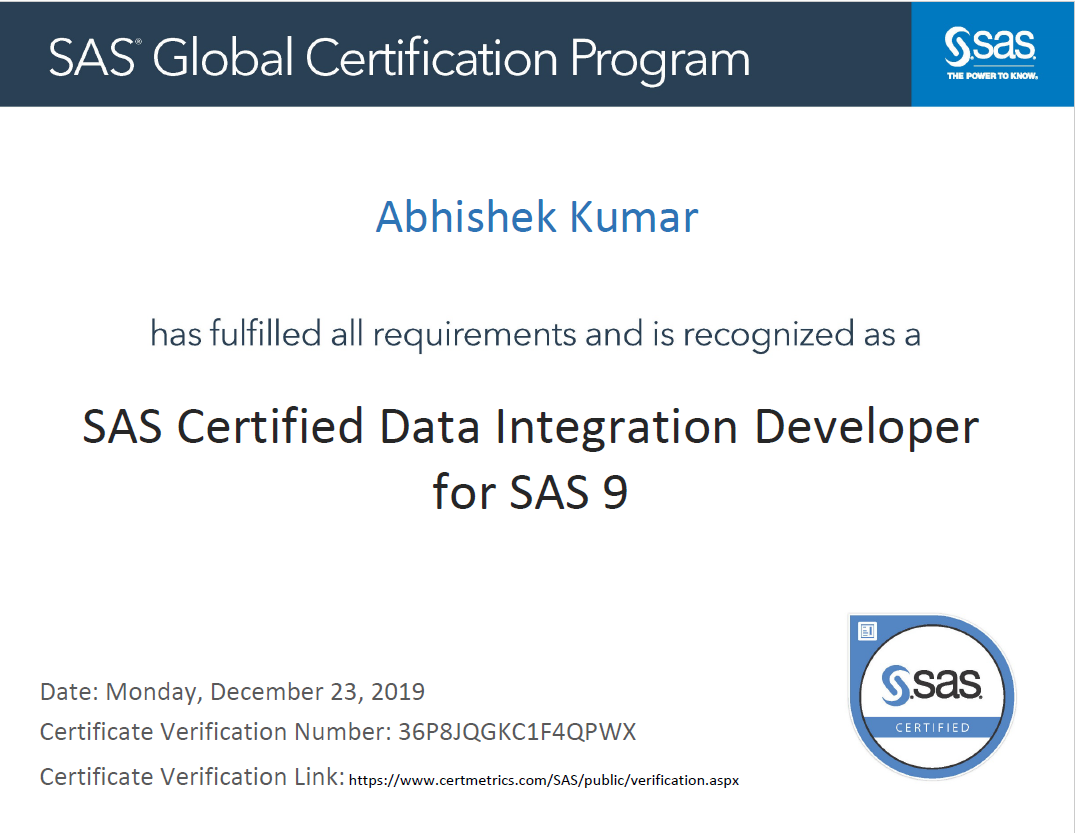 SAS® Global Certification Program
sas
THE POWER TO KNOW®
Abhishek Kumar
has fulfilled all requirements and is recognized as a
SAS Certified Data Integration Developer
for SAS 9
Date: Monday, December 23, 2019
Certificate Verification Number: 36P8JQGKC1F4QPWX
Certificate Verification Link: https://www.certmetrics.com/SAS/public/verification.aspx
sas
CERTIFIED